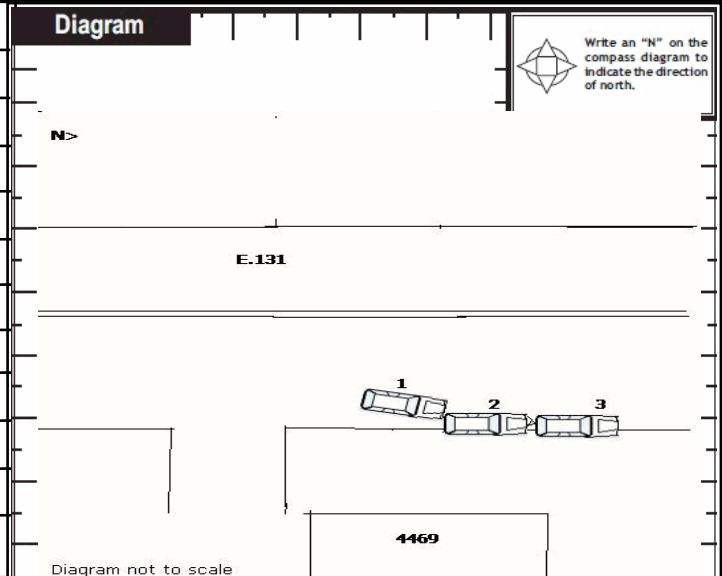 Diagram
Write an “N” on the
compass diagram to
indicate the direction
of north.
N>
E.131
1
2
3
4469
Diagram not to scale